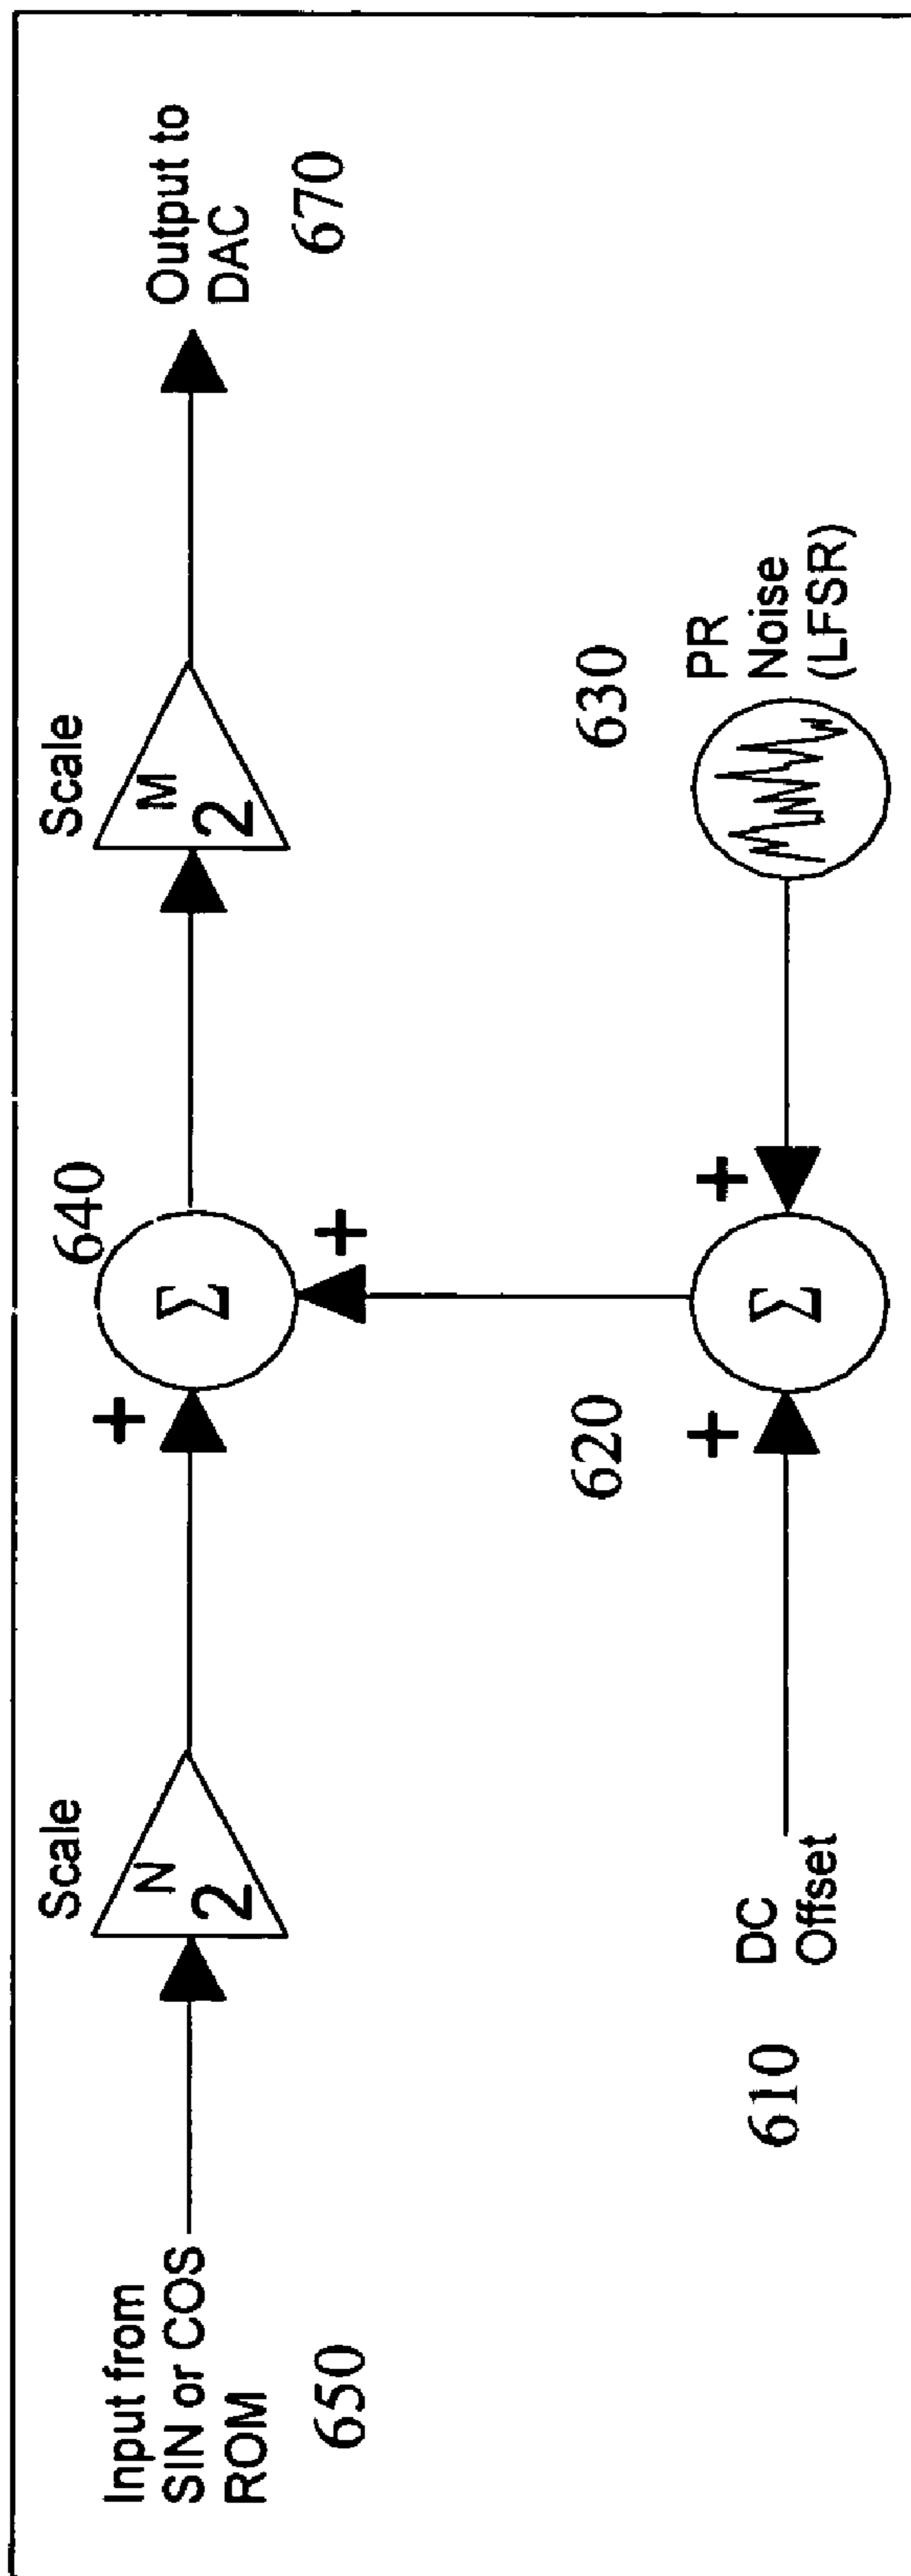 Input from
SIN or COS
ROM
650
Scale
2 N
+
Σ
640
+
Scale
2 M
Output to
DAC
670
610
DC
Offset
620
+
Σ
+
630
PR
Noise
(LFSR)